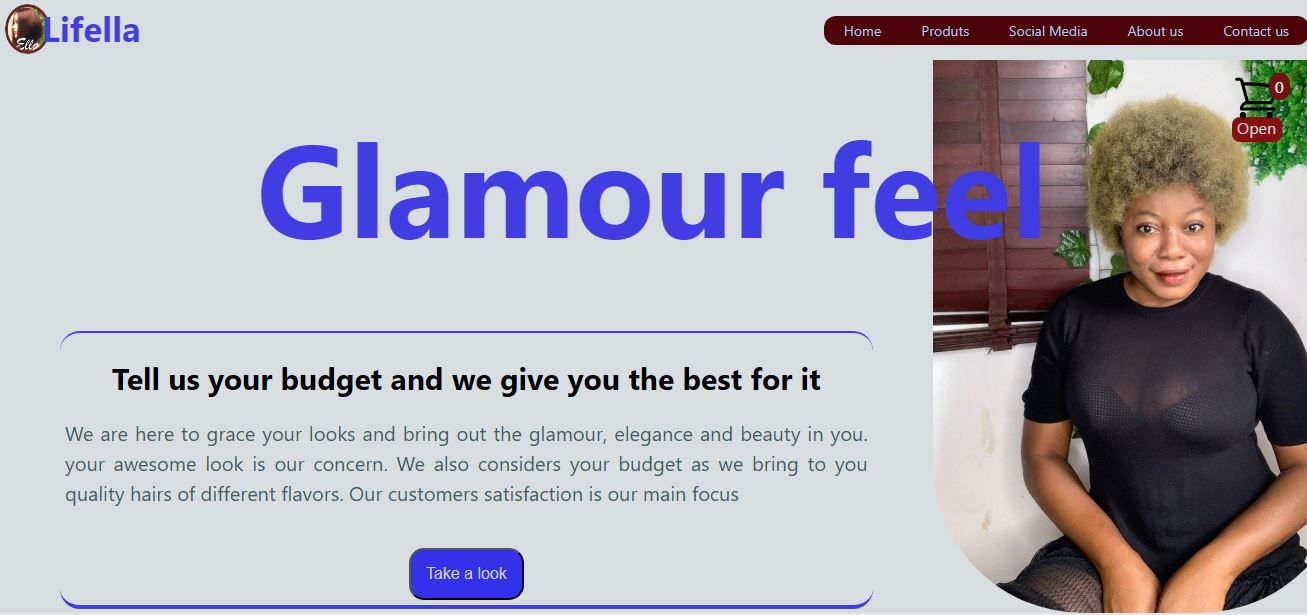 Ella
Lifella
Home Produts Social Media About us Contact us
0
Open
Glamour feel
Tell us your budget and we give you the best for it
We are here to grace your looks and bring out the glamour, elegance and beauty in you.
your awesome look is our concern. We also considers your budget as we bring to you
quality hairs of different flavors. Our customers satisfaction is our main focus
Take a look